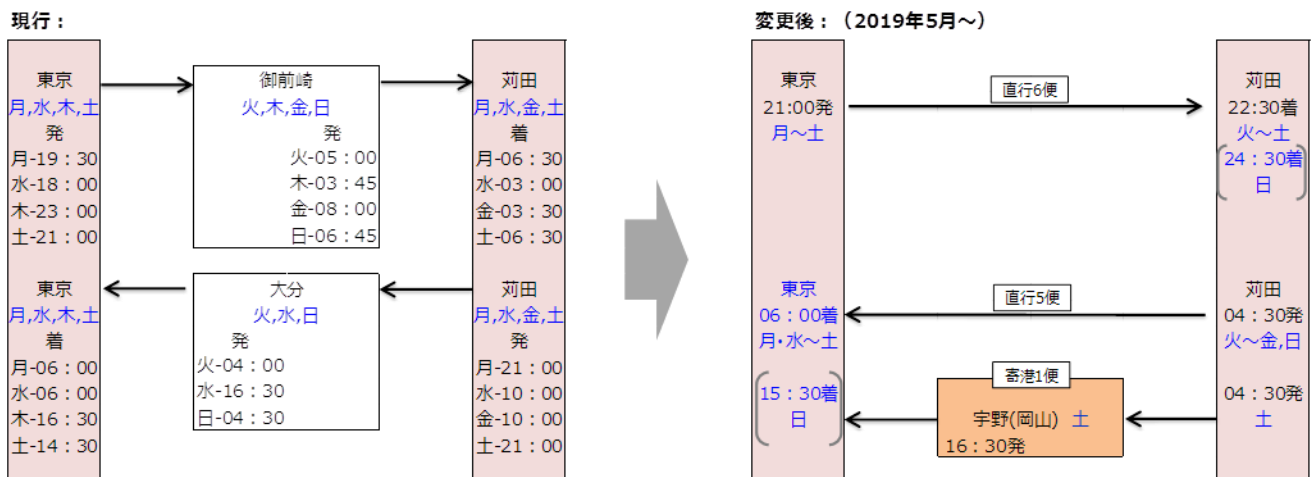 現行：
東京
月,水,木,土
発
月-19：30
水-18：00
木-23：00
土-21：00
御前崎
火,木,金,日
発
火-05：00
木-03：45
金-08：00
日-06：45
苅田
月,水,金,土
着
月-06：30
水-03：00
金-03：30
土-06：30
東京
月,水,木,土
着
月-06：00
水-06：00
木-16：30
土-14：30
大分
火,水,日
発
火-04：00
水-16：30
日-04：30
苅田
月,水,金,土
発
月-21：00
水-10：00
金-10：00
土-21：00
変更後：（2019年5月～）
東京
21:00発
月～土
直行6便
苅田
22:30着
火～土
24：30着
日
東京
06：00着
月･水～土
15：30着
日
直行5便
寄港1便
宇野(岡山) 土
16：30発
苅田
04：30発
火～金,日
04：30発
土